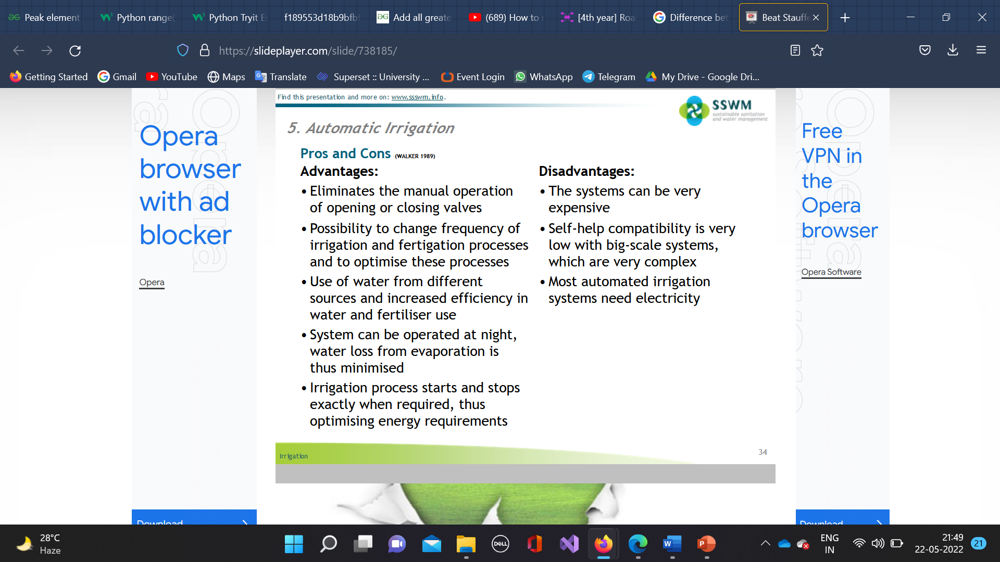 Peak element
Python range(
Python Tryit Ec
f189553d18b9bfbf
Add all greate
(689) How to
[4th year] Roa
Difference bet
Beat Stauffe
https://slideplayer.com/slide/738185/
Getting Started
Gmail
YouTube
Maps
Translate
Superset :: University ...
Event Login
WhatsApp
Telegram
My Drive - Google Dri...
Opera
browser
with ad
blocker
Opera
Download
Find this presentation and more on: www.sswm.info.
SSWM
sustainable sanitation
and water management
5. Automatic Irrigation
Pros and Cons (WALKER 1989)
Advantages:
• Eliminates the manual operation
of opening or closing valves
• Possibility to change frequency of
irrigation and fertigation processes
and to optimise these processes
• Use of water from different
sources and increased efficiency in
water and fertiliser use
• System can be operated at night,
water loss from evaporation is
thus minimised
• Irrigation process starts and stops
exactly when required, thus
optimising energy requirements
Disadvantages:
• The systems can be very
expensive
• Self-help compatibility is very
low with big-scale systems,
which are very complex
• Most automated irrigation
systems need electricity
Irrigation
34
Free
VPN in
the
Opera
browser
Opera Software
Download
28°C
Haze
DELL
ENG
IN
21:49
22-05-2022
21